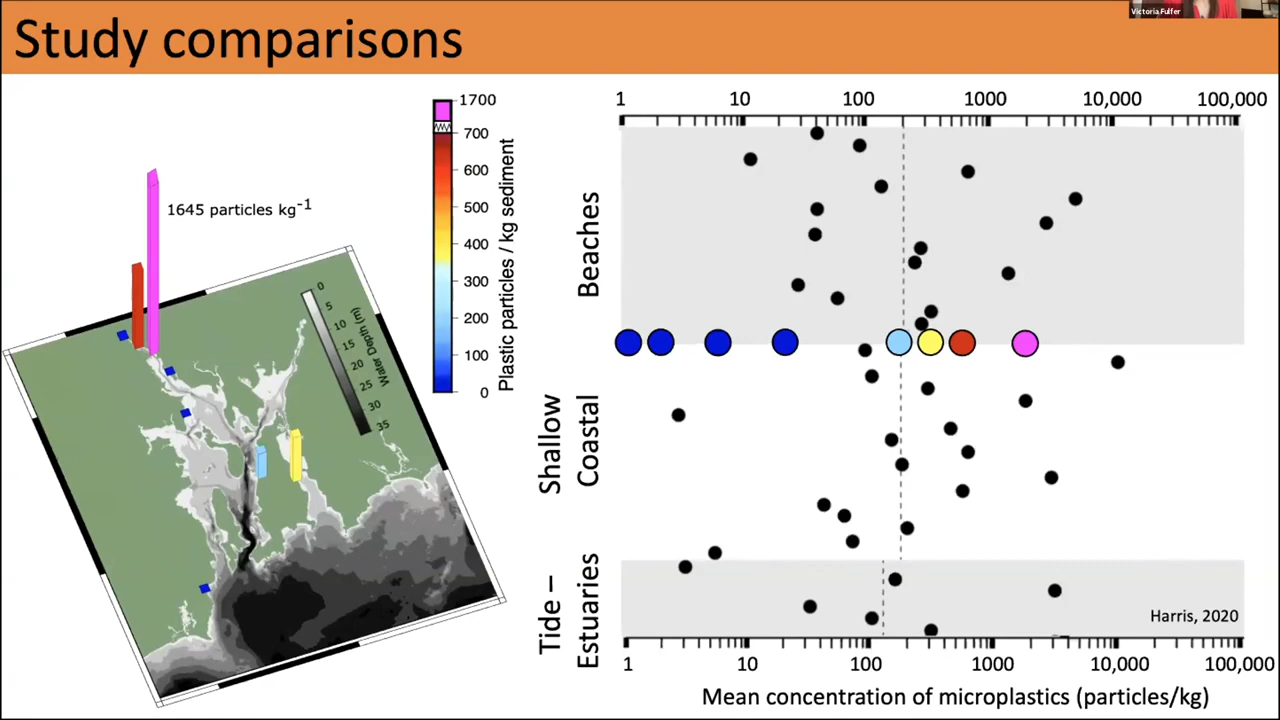 Victoria Fulfer
Study comparisons
1645 particles kg-1
1700
700
600
500
400
300
200
100
0
Plastic particles / kg sediment
0
5
10
15
20
25
30
35
Water Depth (m)
1 10 100 1000 10,000 100,000
Beaches
Shallow
Coastal
Tide –
Estuaries
Harris, 2020
1 10 100 1000 10,000 100,000
Mean concentration of microplastics (particles/kg)